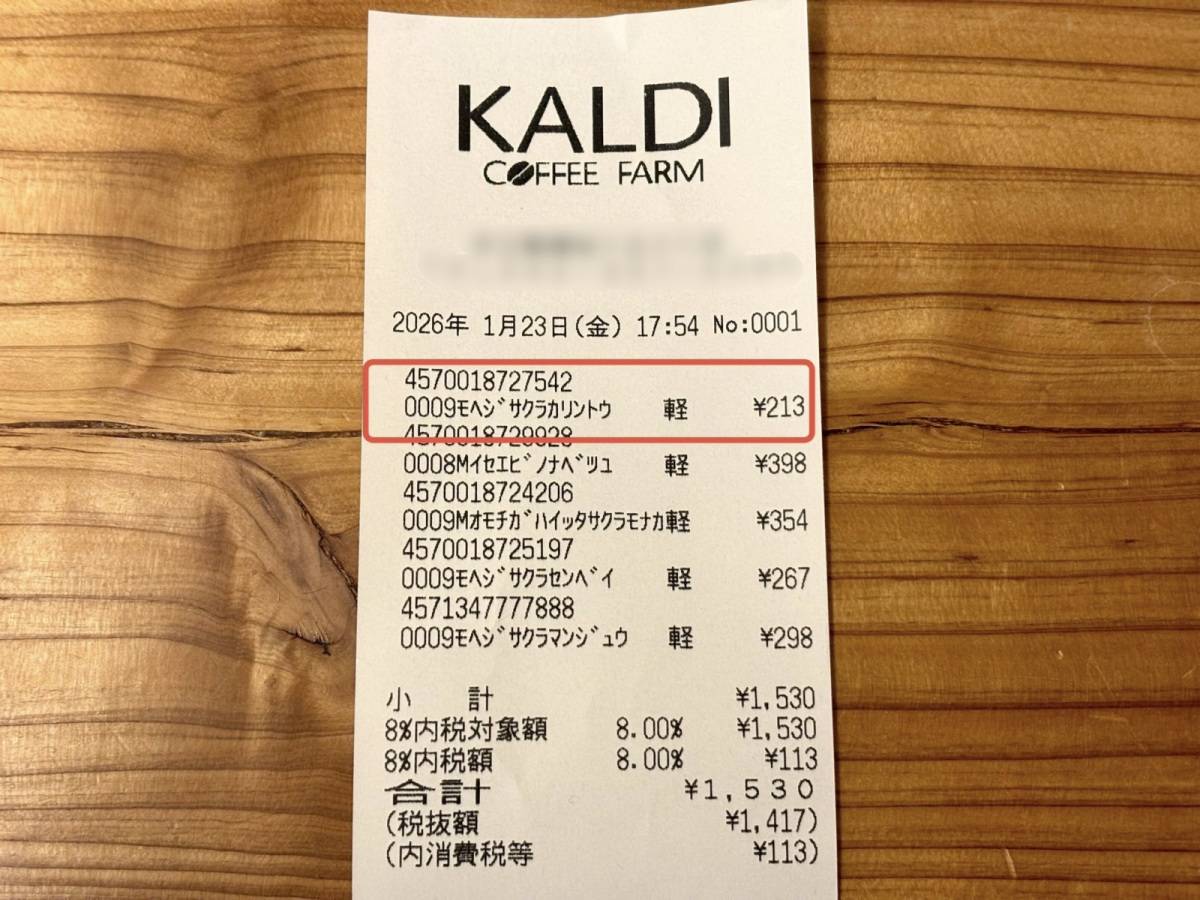 KALDI
COFFEE FARM
2026年 1月23日(金) 17:54 No:0001
4570018727542
0009ﾓﾍｼﾞｻｸﾗｶﾘﾝﾄｳ 軽 ¥213
4570018729928
0008Mｲｾｴﾋﾞﾉﾅﾍﾞﾂﾕ 軽 ¥398
4570018724206
0009Mｵﾓﾁｶﾞﾊｲｯﾀｻｸﾗﾓﾅｶ軽 ¥354
4570018725197
0009ﾓﾍｼﾞｻｸﾗｾﾝﾍﾞｲ 軽 ¥267
4571347777888
0009ﾓﾍｼﾞｻｸﾗﾏﾝｼﾞｭｳ 軽 ¥298
小 計 ¥1,530
8%内税対象額 8.00% ¥1,530
8%内税額 8.00% ¥113
合計 ¥1,530
(税抜額 ¥1,417)
(内消費税等 ¥113)